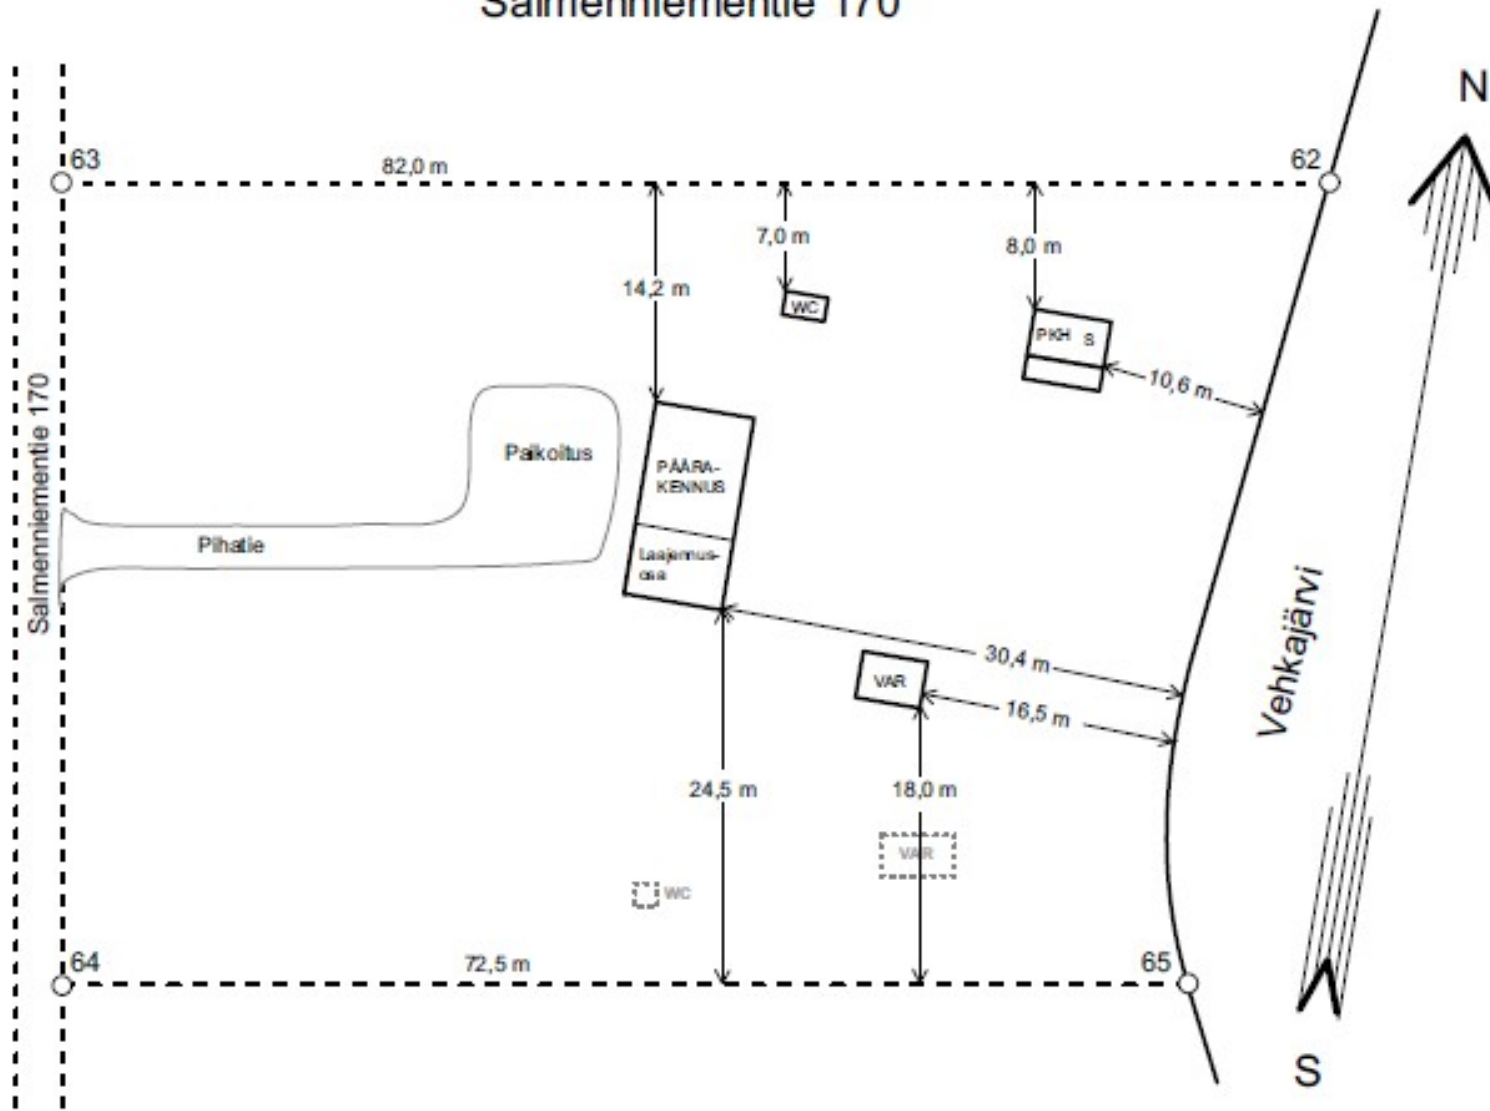 Salmenniementie 170
N
63
82,0 m
62
7,0 m
8,0 m
14,2 m
WC
PKH S
10,6 m
Paikoitus
PÄÄRA-
KENNUS
Salmenniementie 170
Pihatie
Laajennus-
osa
Vehkajärvi
30,4 m
VAR
16,5 m
24,5 m
18,0 m
VAR
WC
64
72,5 m
65
S